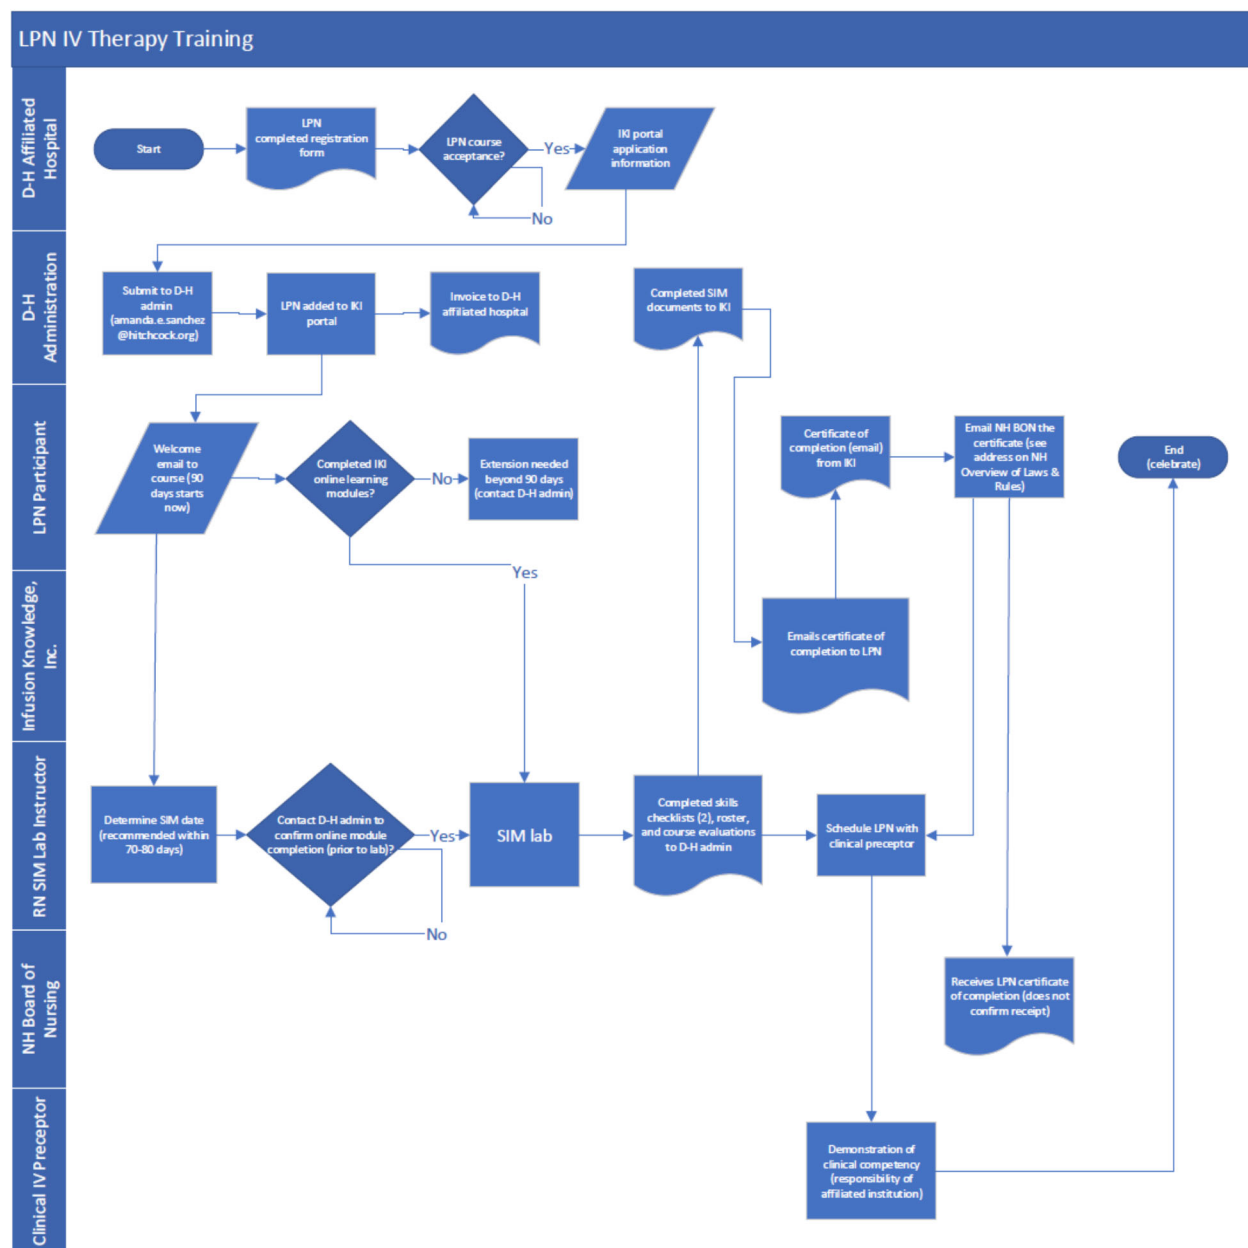 LPN IV Therapy Training
D-H Affiliated
Hospital
Start
LPN
completed registration
form
LPN course
acceptance?
Yes
No
IKI portal
application
information
D-H
Administration
Submit to D-H
admin
(amanda.e.sanchez
@hitchcock.org)
LPN added to IKI
portal
Invoice to D-H
affiliated hospital
Completed SIM
documents to IKI
LPN Participant
Welcome
email to
course (90
days starts
now)
Completed IKI
online learning
modules?
No
Yes
Extension needed
beyond 90 days
(contact D-H admin)
Certificate of
completion (email)
from IKI
Email NH BON the
certificate (see
address on NH
Overview of Laws &
Rules)
End
(celebrate)
Infusion Knowledge,
Inc.
Emails certificate of
completion to LPN
RN SIM Lab Instructor
Determine SIM date
(recommended within
70-80 days)
Contact D-H admin to
confirm online module
completion (prior to lab)?
Yes
No
SIM lab
Completed skills
checklists (2), roster,
and course evaluations
to D-H admin
Schedule LPN with
clinical preceptor
NH Board of
Nursing
Receives LPN certificate
of completion (does not
confirm receipt)
Clinical IV Preceptor
Demonstration of
clinical competency
(responsibility of
affiliated institution)